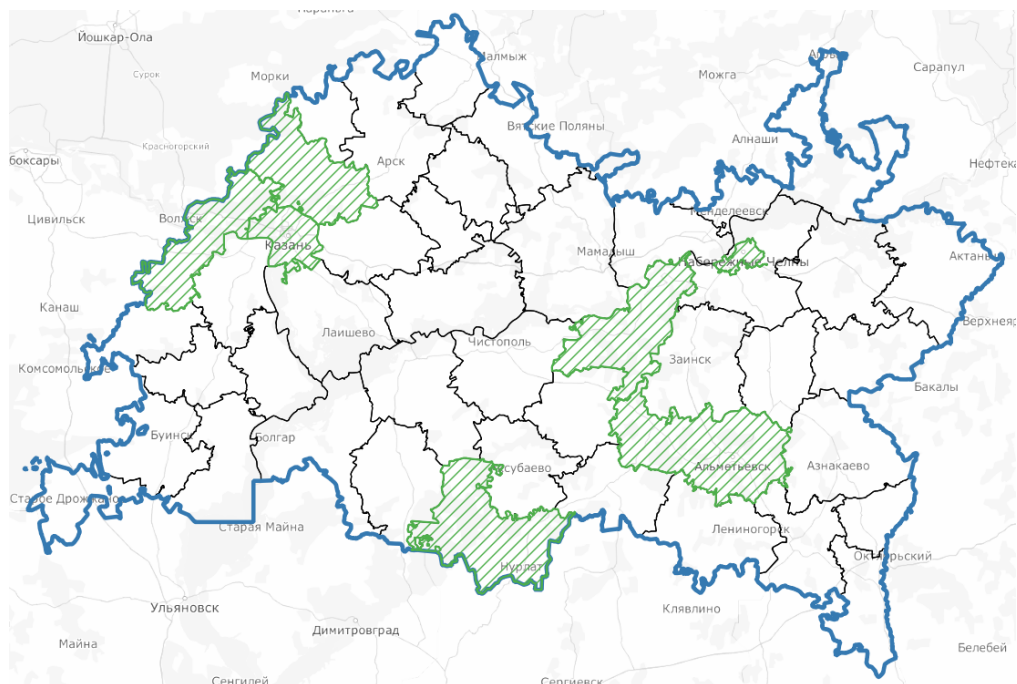 Йошкар-Ола
Малмыж
Сурок
Морки
Можга
Сарапул
Вятские Поляны
Красногорский
Алнаши
Арск
Нефтека
Цивильск
Волжск
Менделеевск
Казань
Мамадыш
Набережные Челны
Актаныш
Канаш
Лаишево
Чистополь
Верхнеяр
Заинск
Комсомольское
Бакалы
Буинск
Болгар
Альметьевск
Азнакаево
Старое Дрожжаное
Старая Майна
Лениногорск
Октябрьский
Нурлат
Ульяновск
Клявлино
Димитровград
Майна
Белебей
Сенгилей
Сергиевск